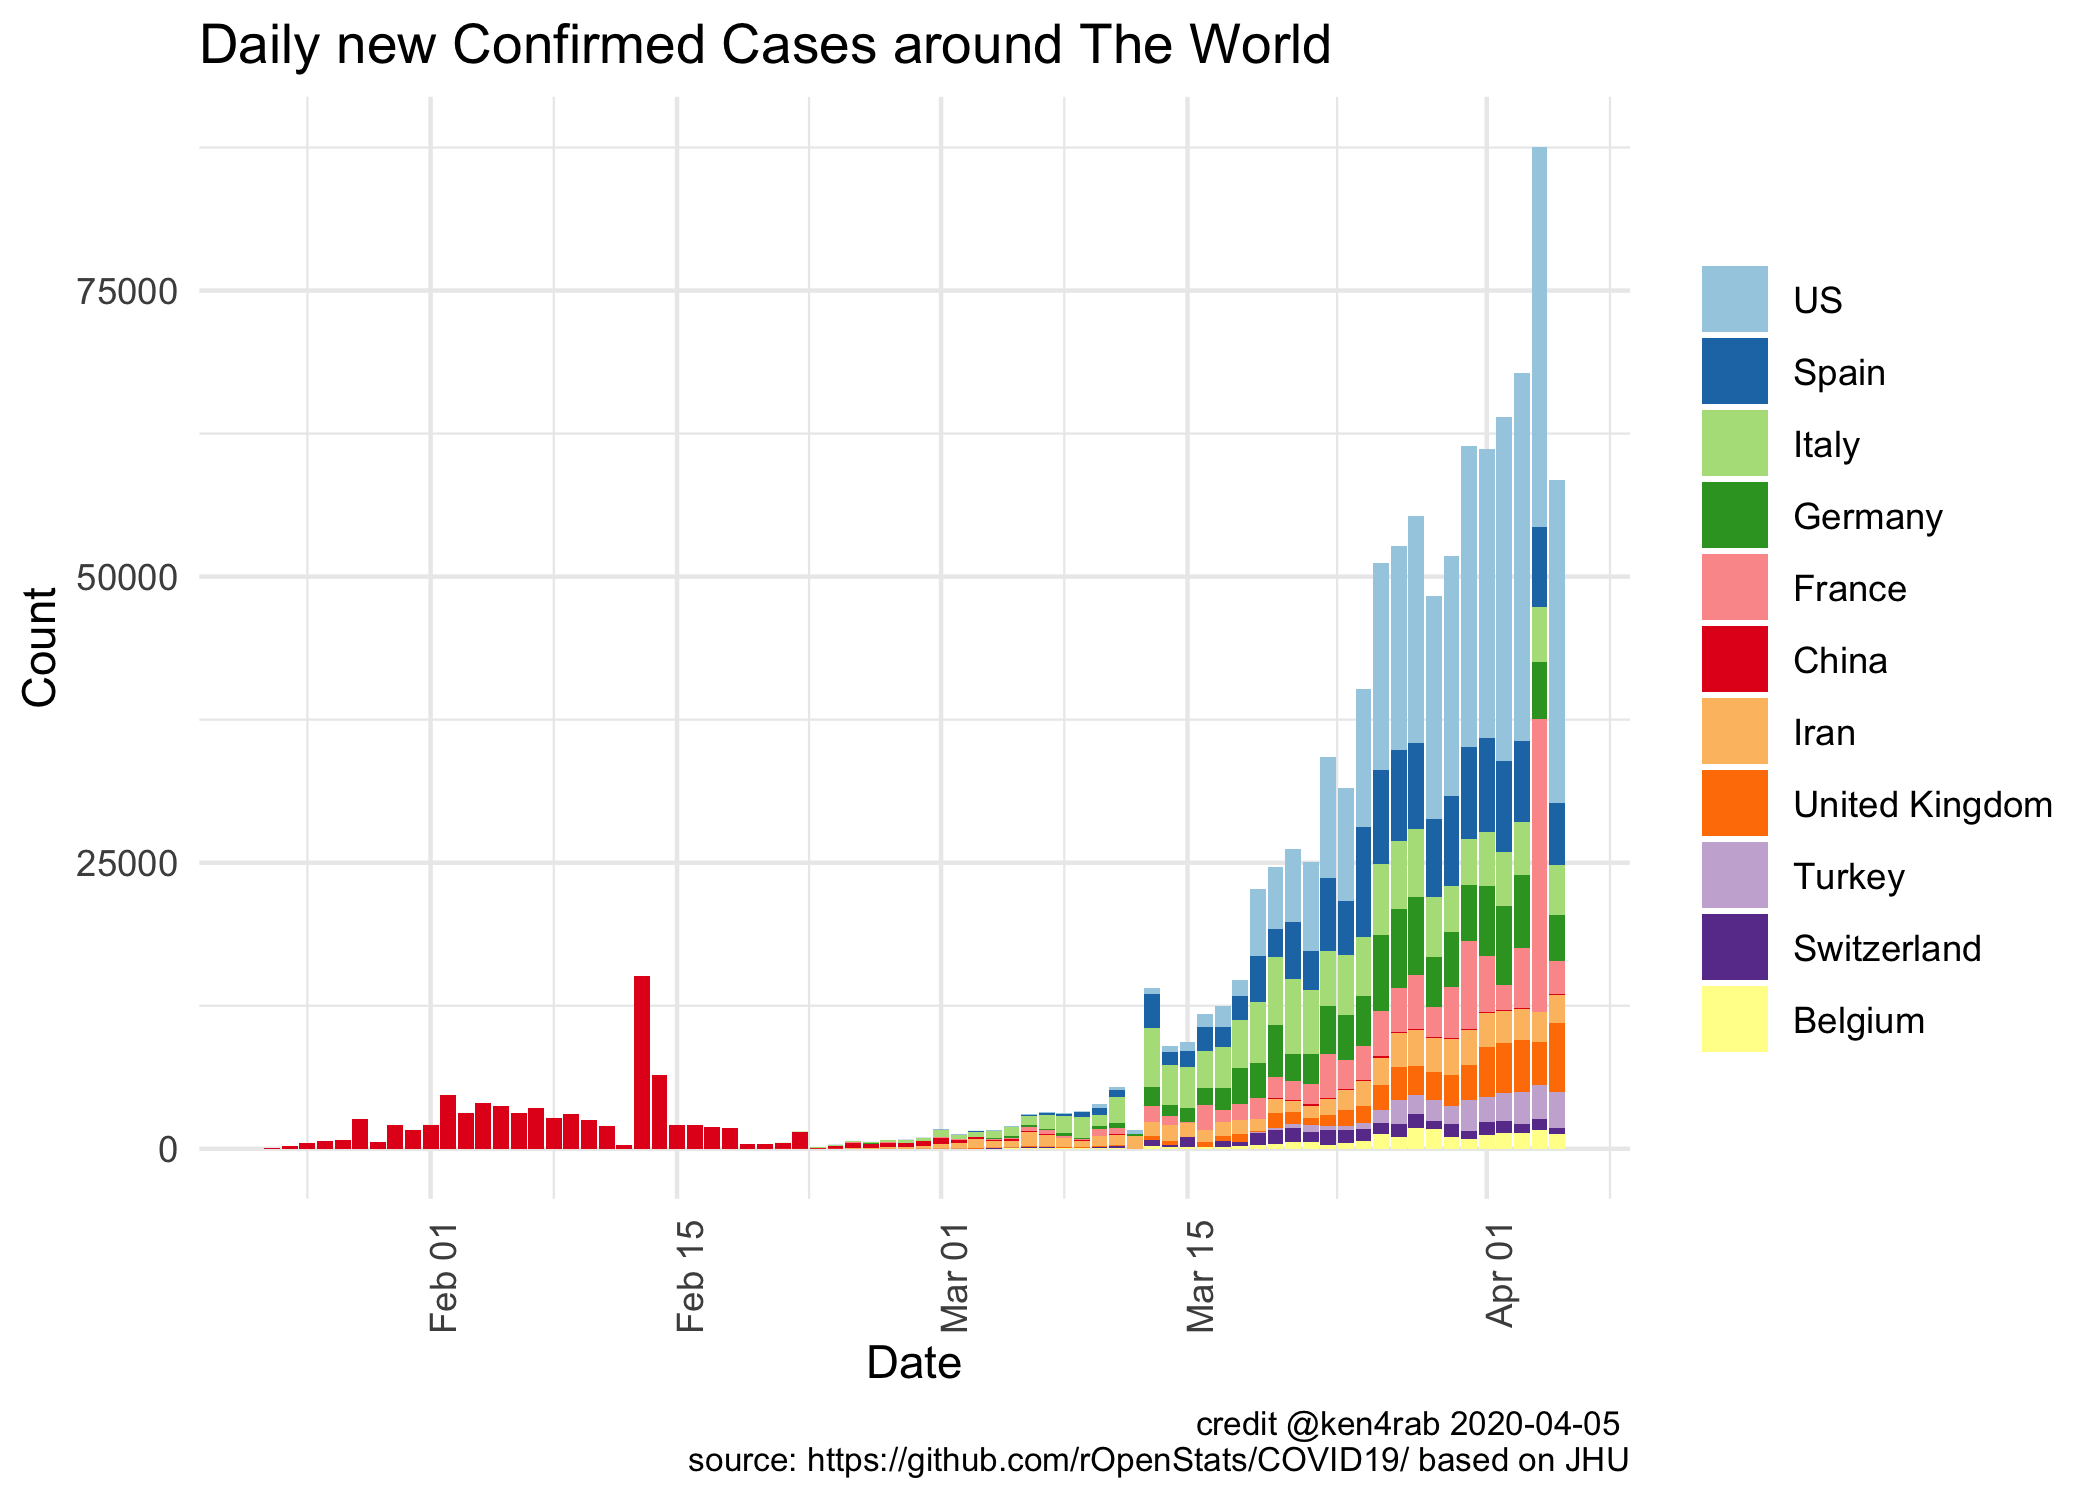 Daily new Confirmed Cases around The World
Count
75000
50000
25000
0
Feb 01
Feb 15
Mar 01
Mar 15
Apr 01
Date
US
Spain
Italy
Germany
France
China
Iran
United Kingdom
Turkey
Switzerland
Belgium
credit @ken4rab 2020-04-05
source: https://github.com/rOpenStats/COVID19/ based on JHU